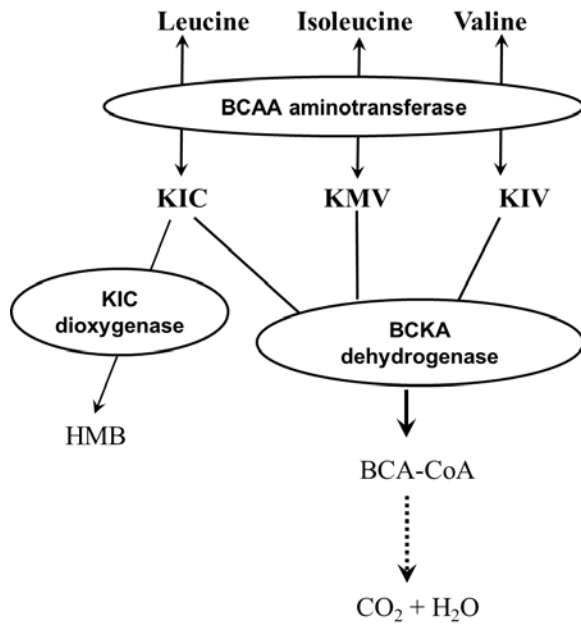 Leucine Isoleucine Valine
BCAA aminotransferase
KIC KMV KIV
KIC
dioxygenase
BCKA
dehydrogenase
HMB
BCA-CoA
CO₂ + H₂O